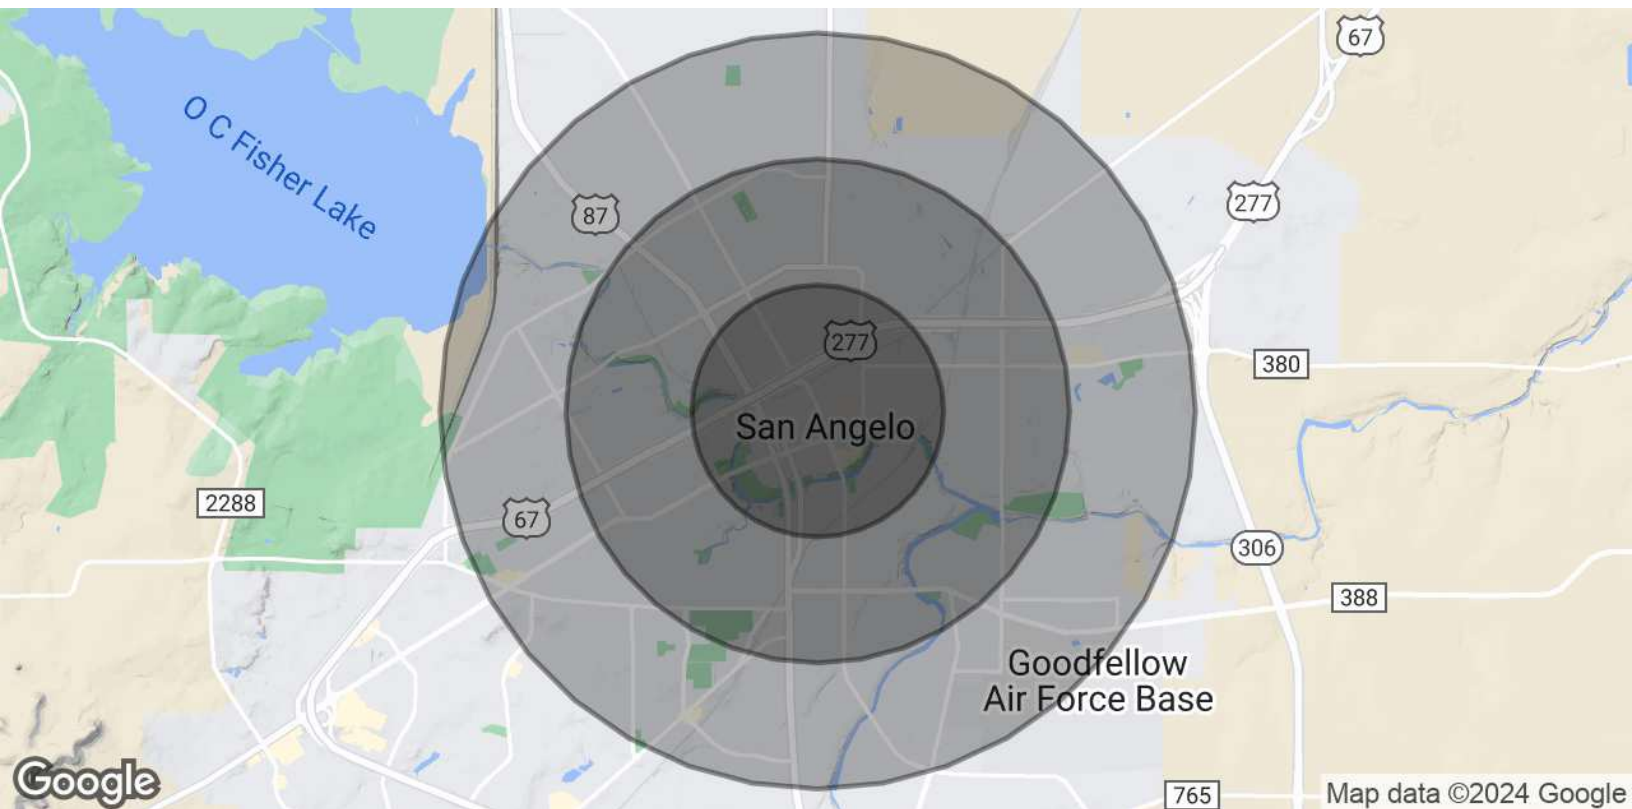 67
O C Fisher Lake
277
87
277
380
San Angelo
2288
67
306
388
Goodfellow
Air Force Base
Google
765
Map data ©2024 Google